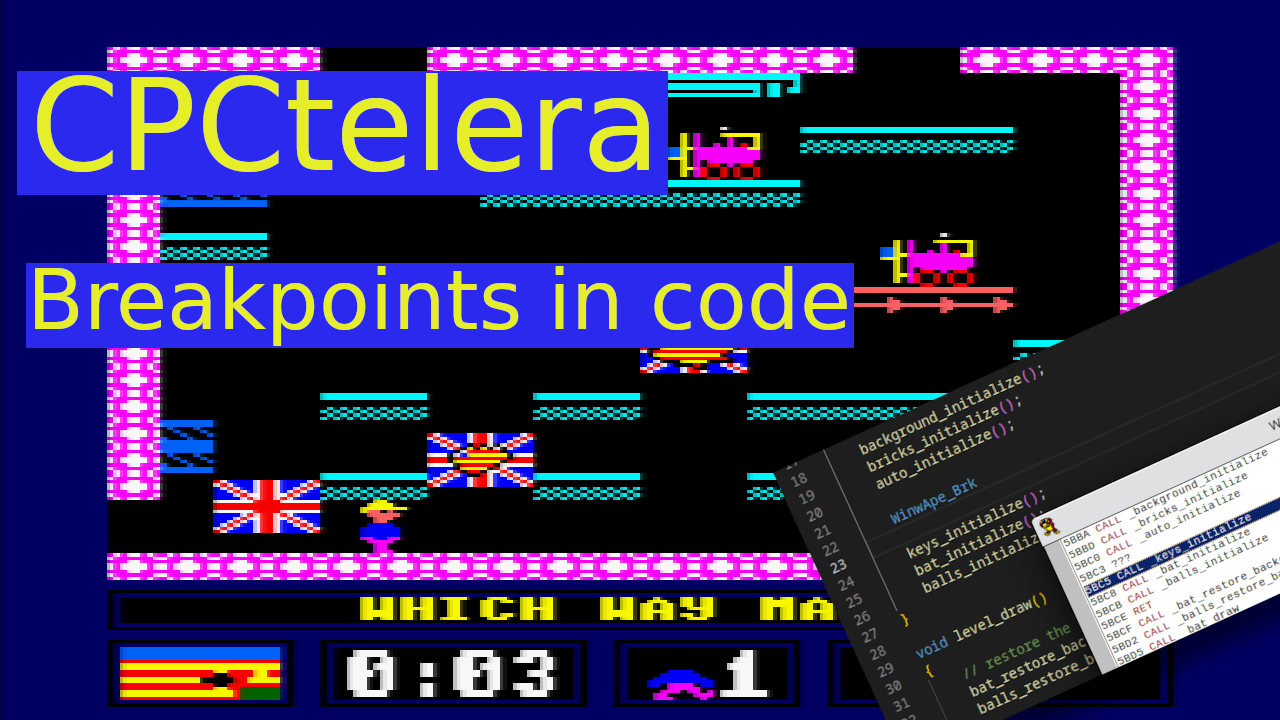 CPCtelera
Breakpoints in code
WHICH WAY MA
0:03
1
17
18
19
20
21
22
23
24
25
26
27
28
29
30
31
background_initialize();
bricks_initialize();
auto_initialize();
WinwApe_Brk
keys_initialize();
bat_initialize();
balls_initializ
}
void level_draw()
{
// restore the
bat_restore_bac
balls_restore_b
W
5BBA CALL _background_initialize
5BBD CALL _bricks_initialize
5BC0 CALL _auto_initialize
5BC3 ???
5BC5 CALL _keys_initialize
5BC8 CALL _bat_initialize
5BCB CALL _balls_initialize
5BCE RET
5BCF CALL _bat_restore_backg
5BD2 CALL _balls_restore_b
5BD5 CALL _bat_draw